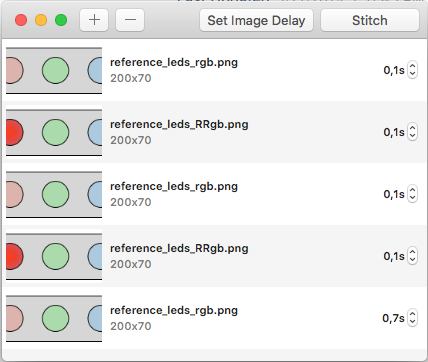 + − Set Image Delay Stitch
reference_leds_rgb.png
200x70
0,1s
reference_leds_RRgb.png
200x70
0,1s
reference_leds_rgb.png
200x70
0,1s
reference_leds_RRgb.png
200x70
0,1s
reference_leds_rgb.png
200x70
0,7s